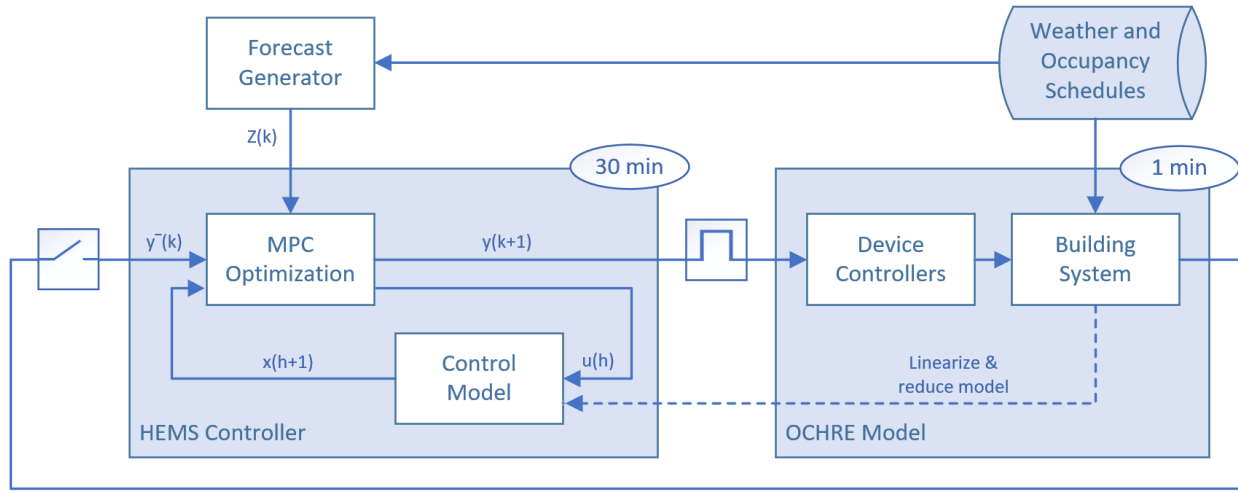 Forecast
Generator
Weather and
Occupancy
Schedules
Z(k)
30 min
1 min
y⁻(k)
MPC
Optimization
y(k+1)
Device
Controllers
Building
System
x(h+1)
Control
Model
u(h)
Linearize &
reduce model
HEMS Controller
OCHRE Model